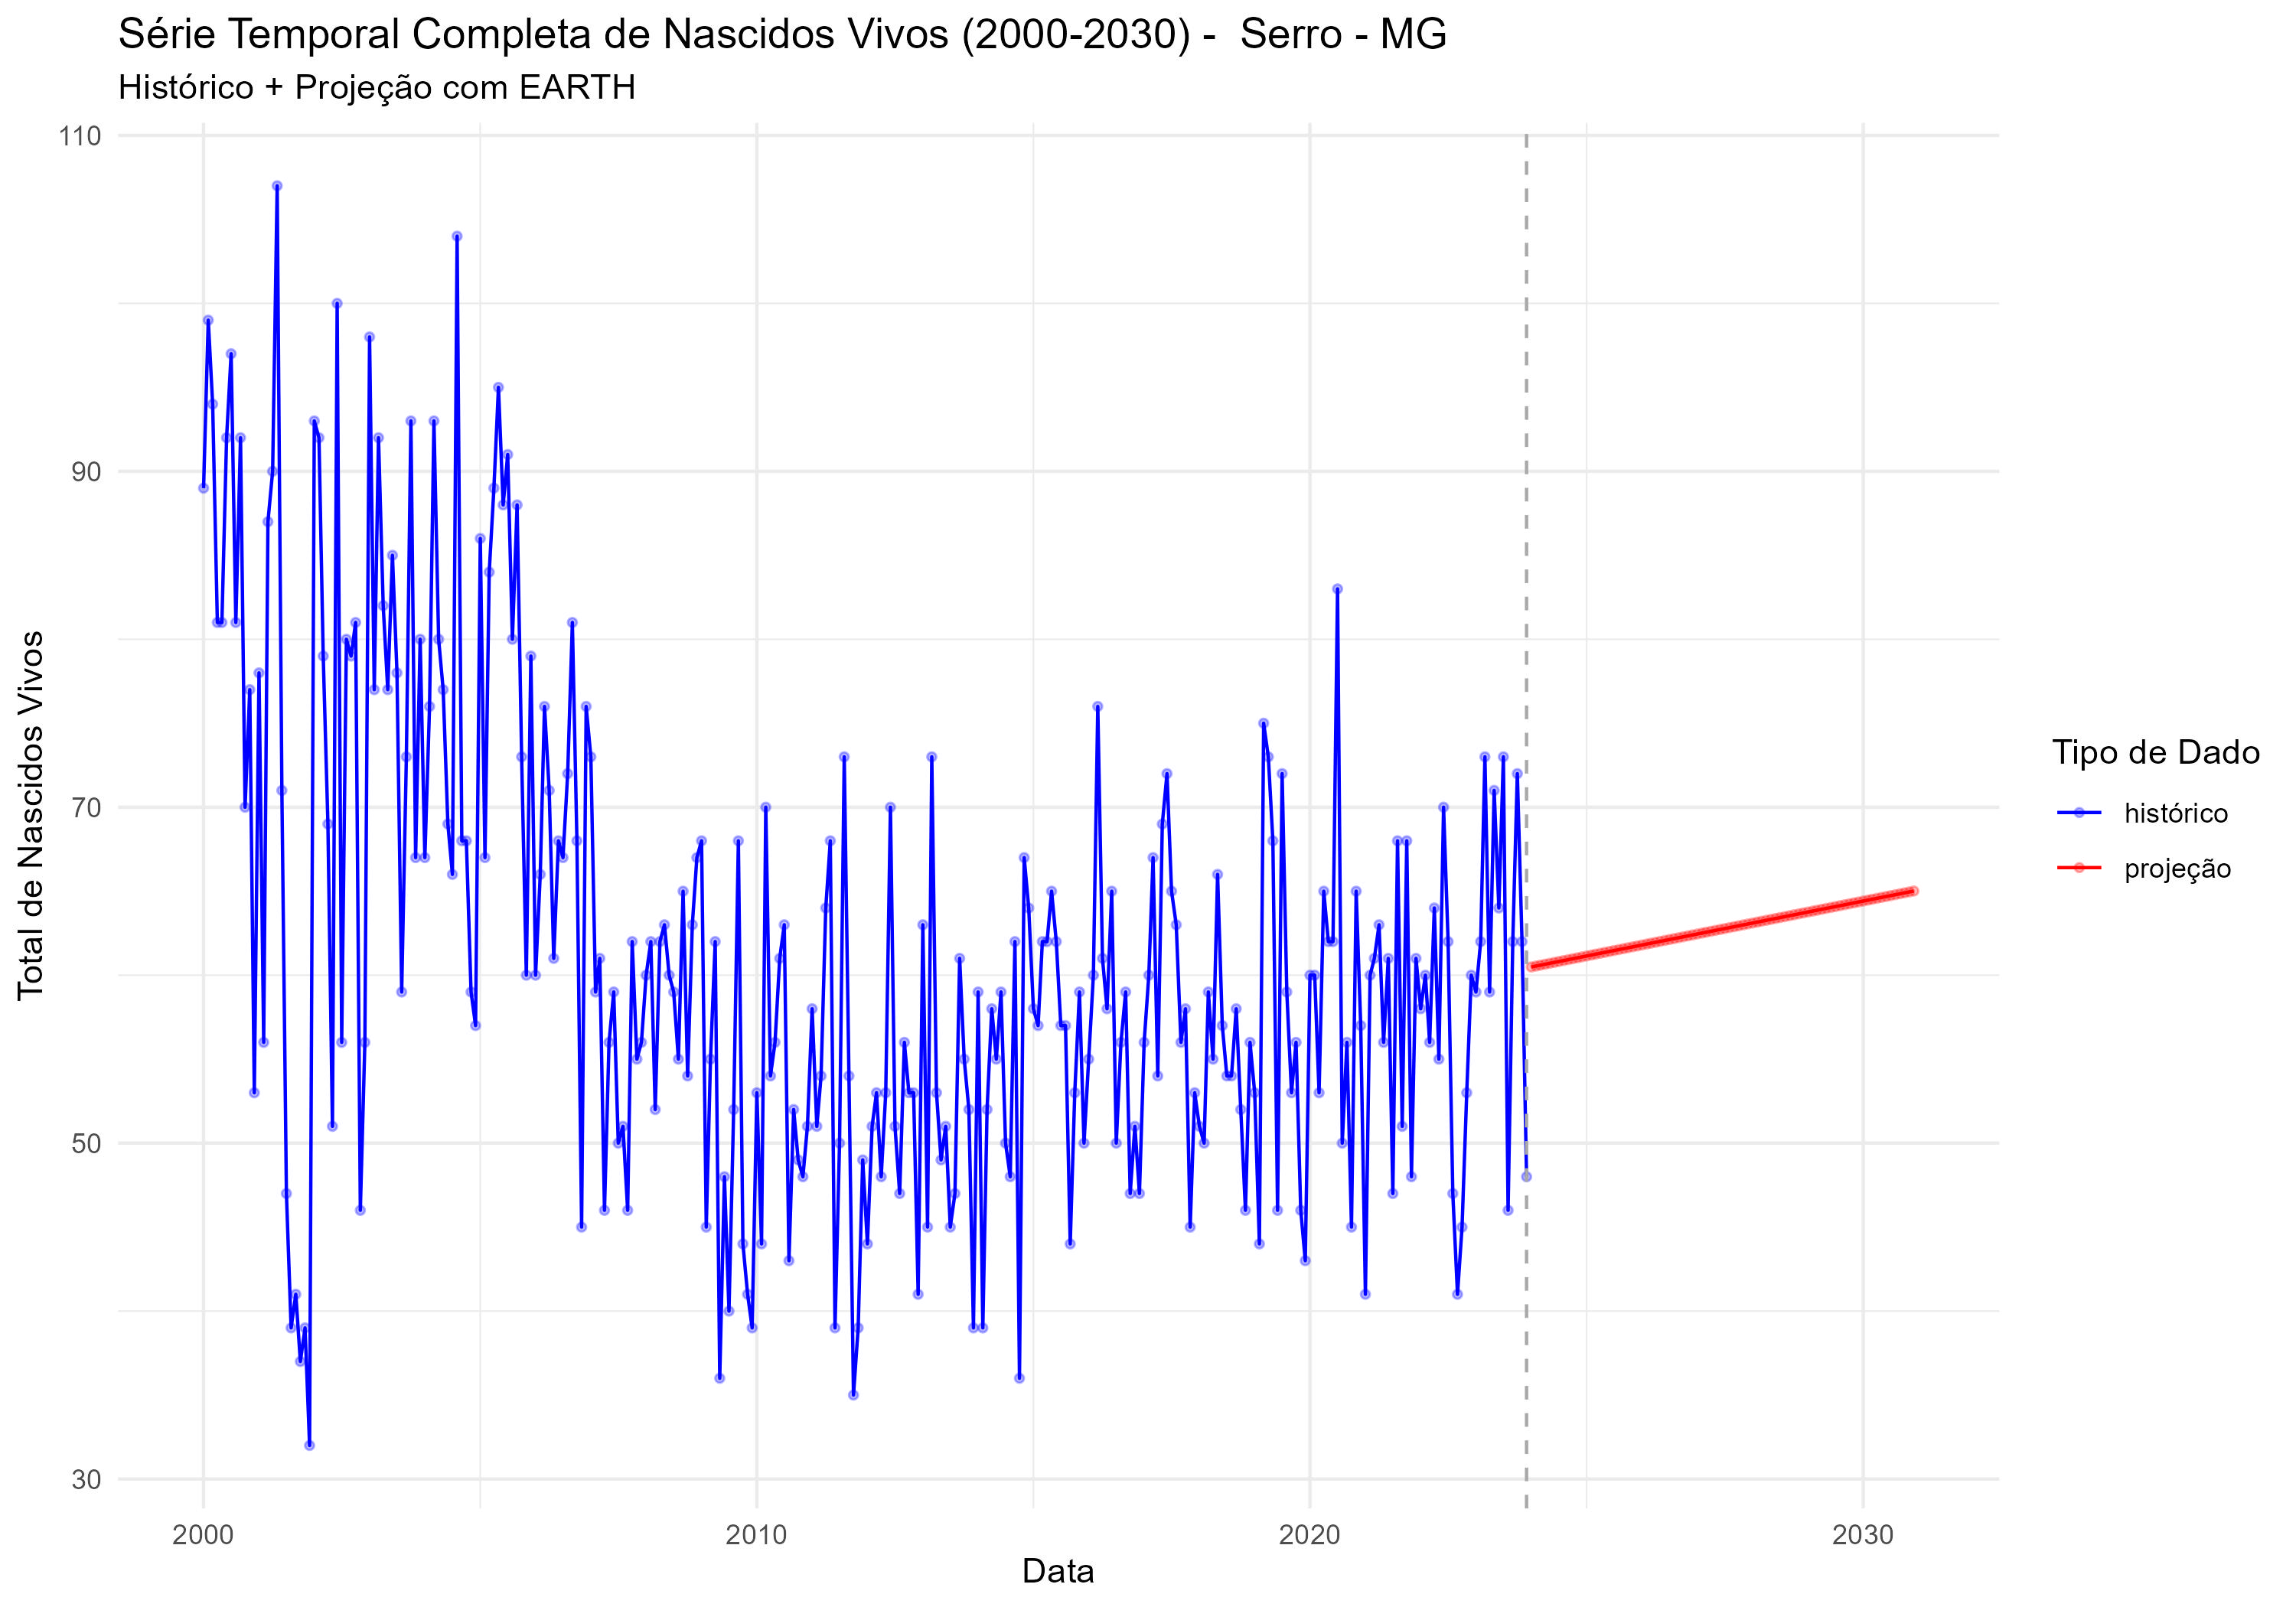 Série Temporal Completa de Nascidos Vivos (2000-2030) -  Serro - MG
Histórico + Projeção com EARTH
110
90
70
50
30
Total de Nascidos Vivos
2000
2010
2020
2030
Data
Tipo de Dado
histórico
projeção